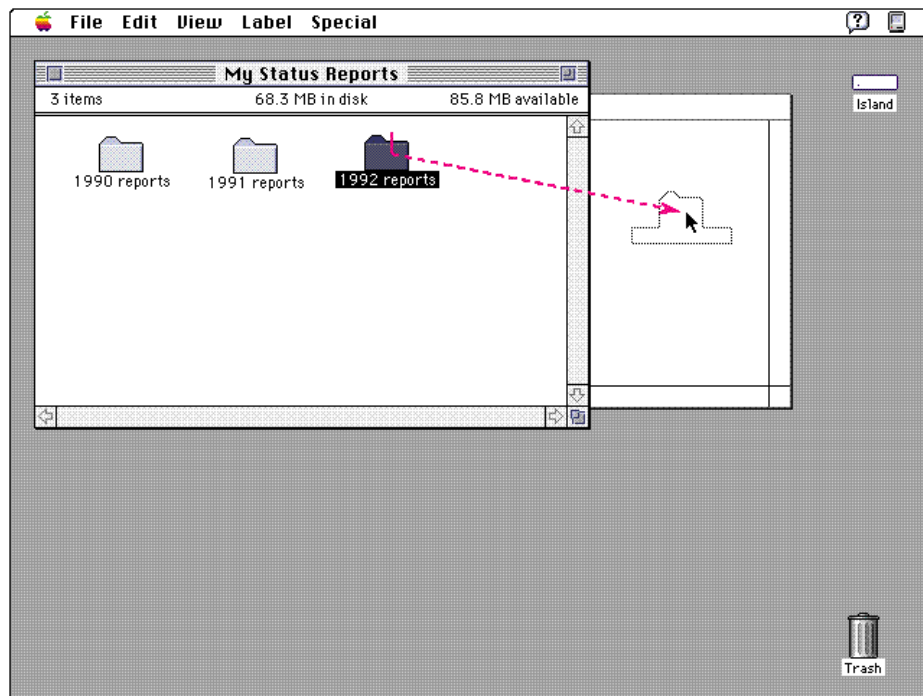 File Edit View Label Special
My Status Reports
3 items 68.3 MB in disk 85.8 MB available
Island
1990 reports 1991 reports 1992 reports
Trash